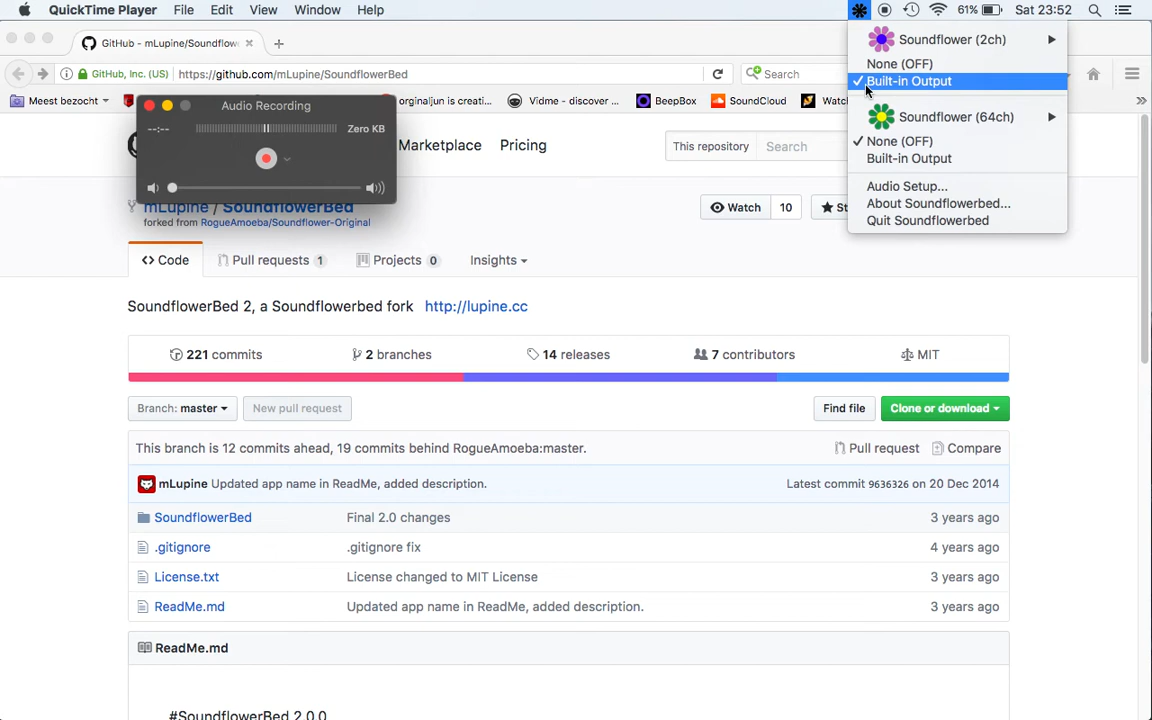 QuickTime Player File Edit View Window Help 61% Sat 23:52
GitHub - mLupine/Soundflow
GitHub, Inc. (US) https://github.com/mLupine/SoundflowerBed Search
Meest bezocht orginaljun is creati... Vidme - discover ... BeepBox SoundCloud Watch
Audio Recording
--:-- Zero KB
Soundflower (2ch)
None (OFF)
Built-in Output
Soundflower (64ch)
None (OFF)
Built-in Output
Audio Setup...
About Soundflowerbed...
Quit Soundflowerbed
Marketplace Pricing This repository Search
mLupine / SoundflowerBed Watch 10 St
forked from RogueAmoeba/Soundflower-Original
Code Pull requests 1 Projects 0 Insights
SoundflowerBed 2, a Soundflowerbed fork http://lupine.cc
221 commits 2 branches 14 releases 7 contributors MIT
Branch: master New pull request Find file Clone or download
This branch is 12 commits ahead, 19 commits behind RogueAmoeba:master. Pull request Compare
mLupine Updated app name in ReadMe, added description. Latest commit 9636326 on 20 Dec 2014
SoundflowerBed Final 2.0 changes 3 years ago
.gitignore .gitignore fix 4 years ago
License.txt License changed to MIT License 3 years ago
ReadMe.md Updated app name in ReadMe, added description. 3 years ago
ReadMe.md
#SoundflowerBed 2.0.0